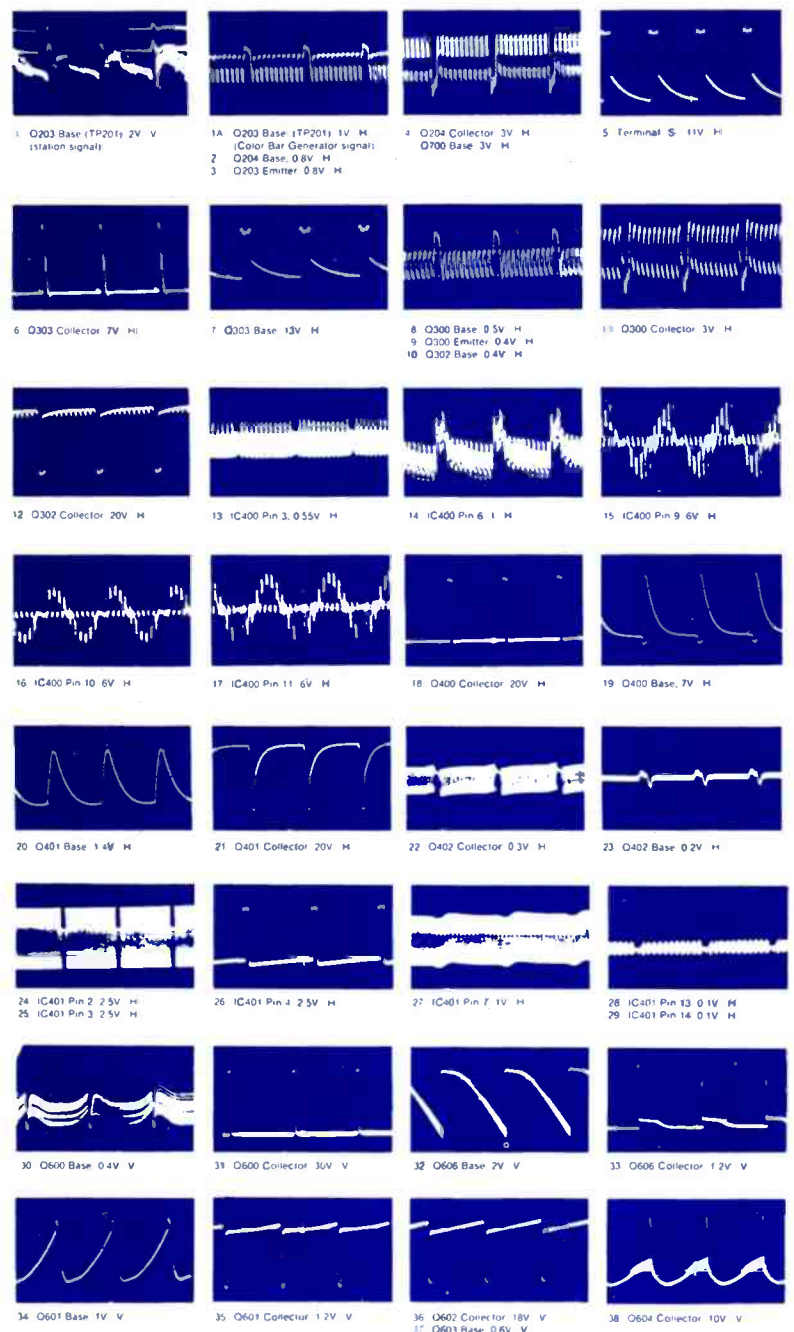 Q203 Base (TP201) 2V V
(station signal)
1A Q203 Base (TP201) 1V H
(Color Bar Generator signal)
2 Q204 Base, 0.8V H
3 Q203 Emitter 0.8V H
4 Q204 Collector 3V H
Q700 Base 3V H
5 Terminal S 11V H
6 Q303 Collector 7V H
7 Q303 Base 13V H
8 Q300 Base 0.5V H
9 Q300 Emitter 0.4V H
10 Q302 Base 0.4V H
Q300 Collector 3V H
12 Q302 Collector 20V H
13 IC400 Pin 3, 0.55V H
14 IC400 Pin 6 H
15 IC400 Pin 9 6V H
16 IC400 Pin 10 6V H
17 IC400 Pin 11 6V H
18 Q400 Collector 20V H
19 Q400 Base, 7V H
20 Q401 Base 1.4V H
21 Q401 Collector 20V H
22 Q402 Collector 0.3V H
23 Q402 Base 0.2V H
24 IC401 Pin 2 2.5V H
25 IC401 Pin 3 2.5V H
26 IC401 Pin 4 2.5V H
27 IC401 Pin 7 1V H
28 IC401 Pin 13 0.1V H
29 IC401 Pin 14 0.1V H
30 Q600 Base 0.4V V
31 Q600 Collector 30V V
32 Q606 Base 2V V
33 Q606 Collector 1.2V V
34 Q601 Base 1V V
35 Q601 Collector 1.2V V
36 Q602 Collector 18V V
37 Q603 Base 0.6V V
38 Q604 Collector 10V V